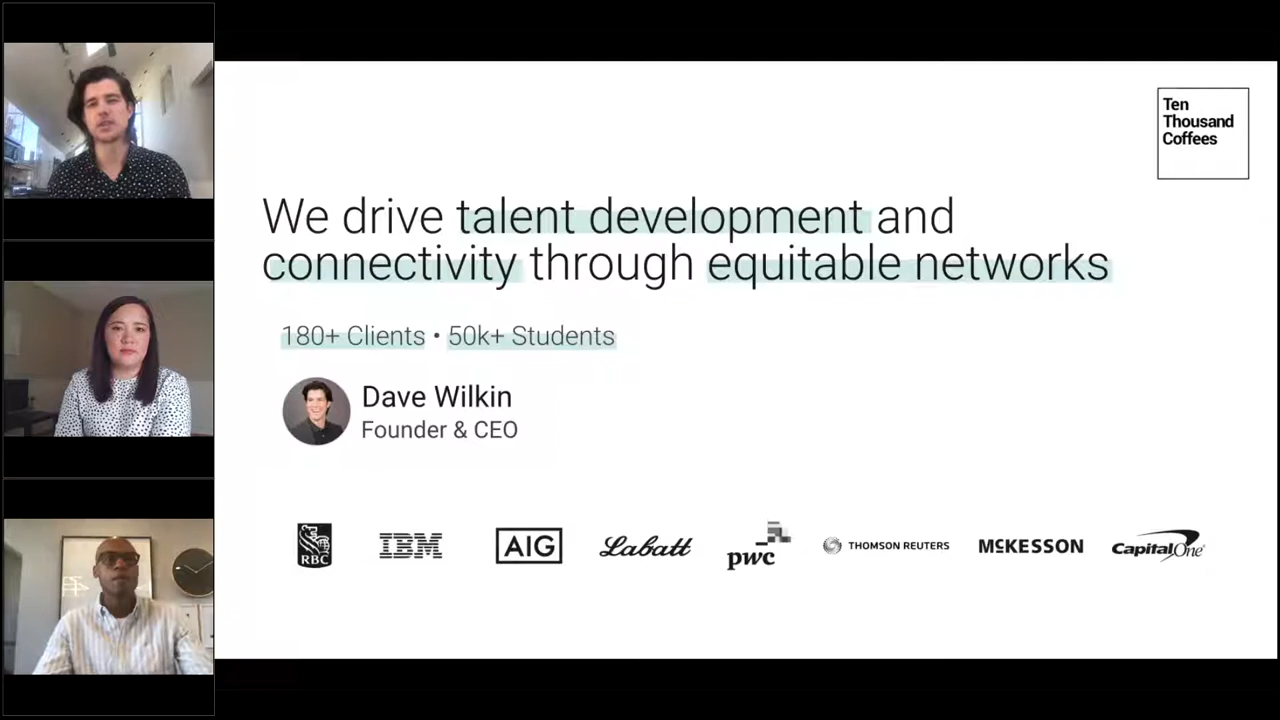 Ten
Thousand
Coffees
We drive talent development and
connectivity through equitable networks
180+ Clients • 50k+ Students
Dave Wilkin
Founder & CEO
RBC
IBM
AIG
Labatt
pwc
THOMSON REUTERS
MCKESSON
Capital One